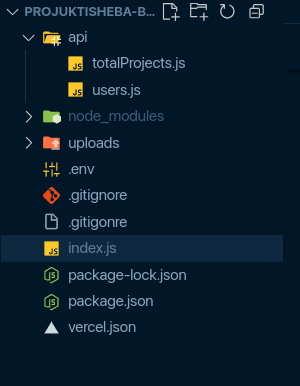 PROJUKTISHEBA-B...
api
totalProjects.js
users.js
node_modules
uploads
.env
.gitignore
.gitigonre
index.js
package-lock.json
package.json
vercel.json